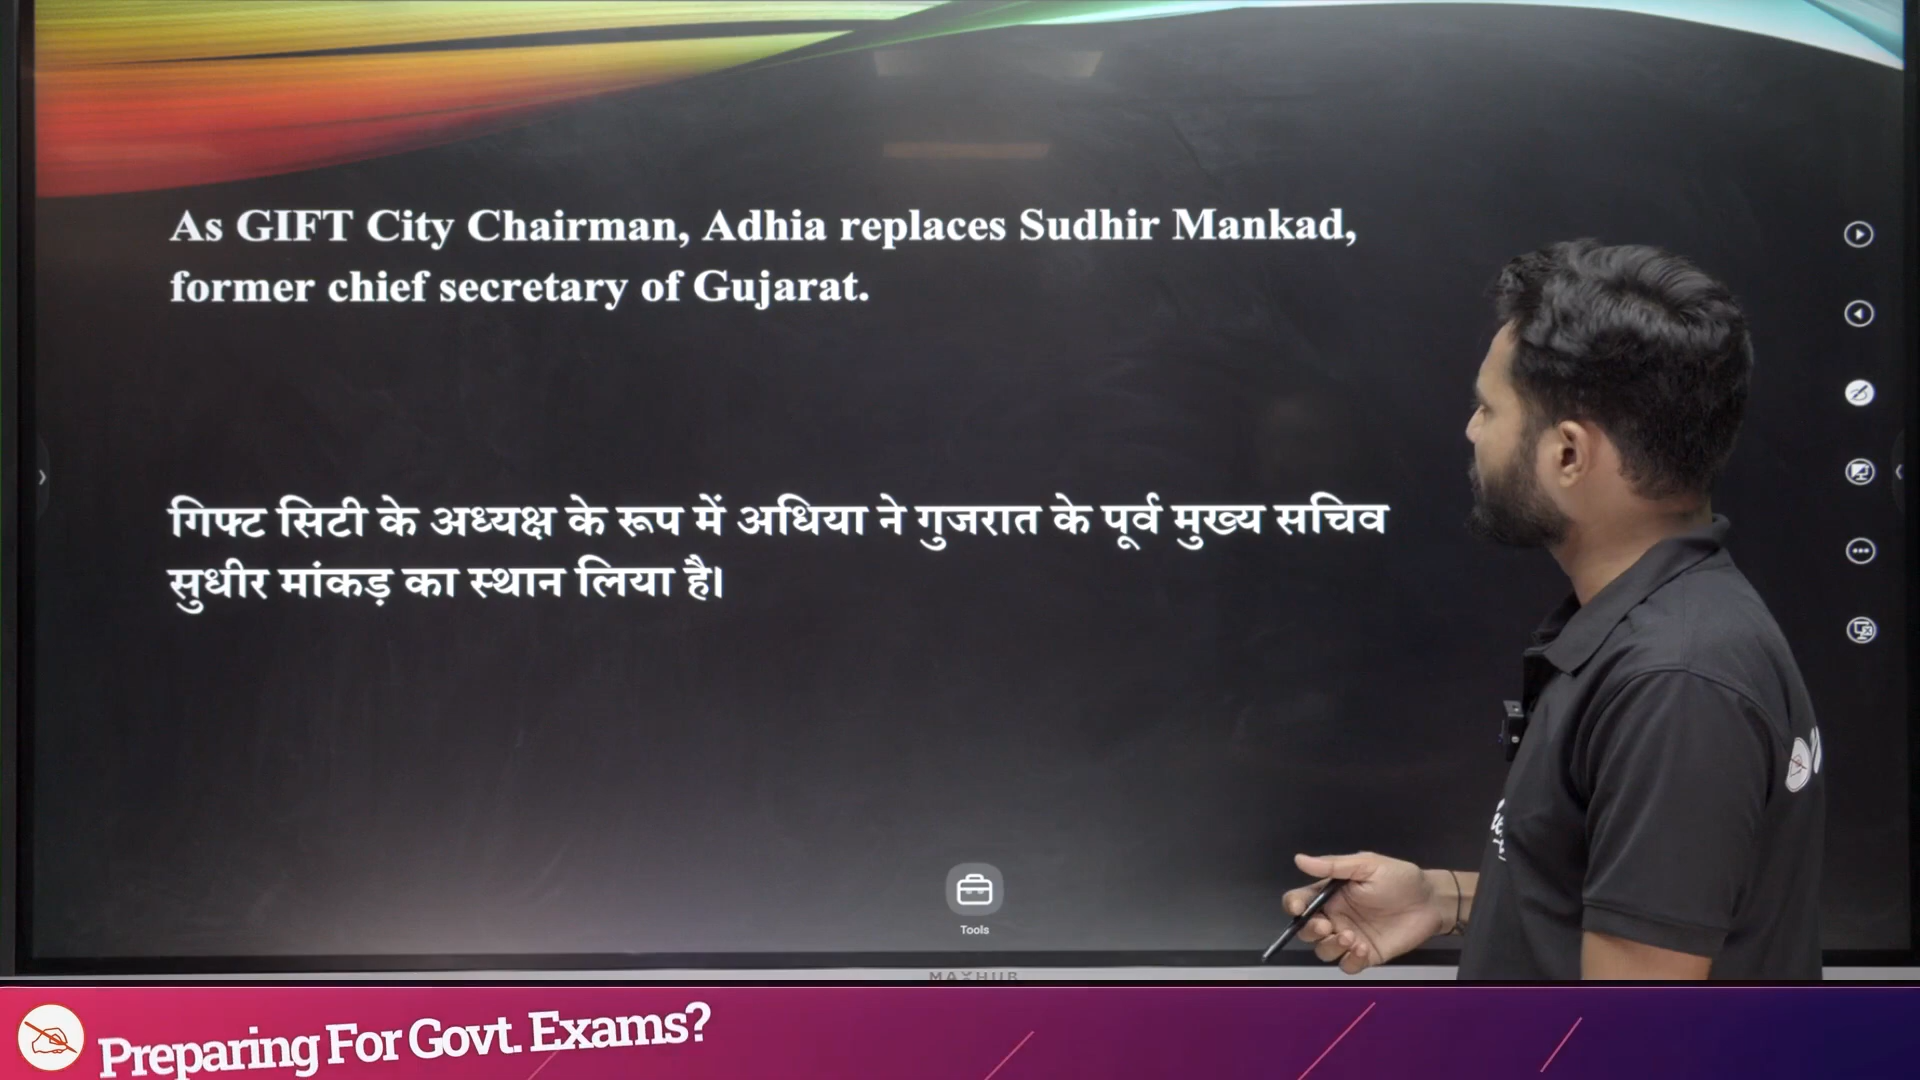 As GIFT City Chairman, Adhia replaces Sudhir Mankad,
former chief secretary of Gujarat.
गिफ्ट सिटी के अध्यक्ष के रूप में अधिया ने गुजरात के पूर्व मुख्य सचिव
सुधीर मांकड़ का स्थान लिया है।
Tools
MAXHUB
Preparing For Govt. Exams?